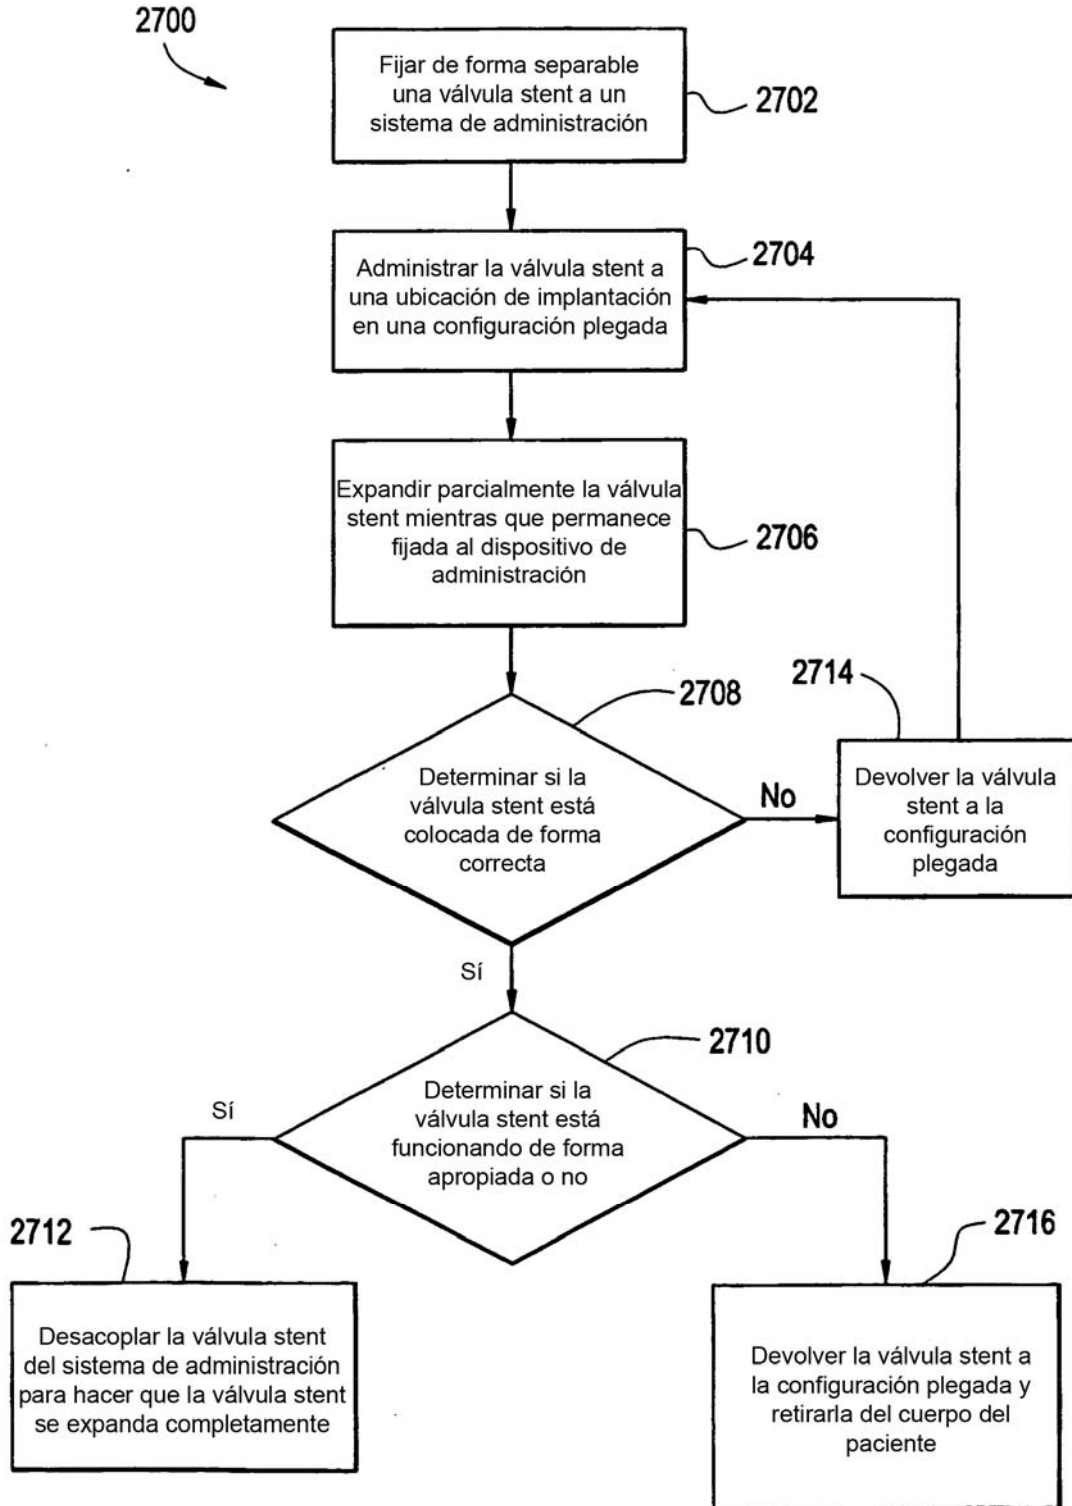 2700
Fijar de forma separable
una válvula stent a un
sistema de administración
2702
Administrar la válvula stent a
una ubicación de implantación
en una configuración plegada
2704
Expandir parcialmente la válvula
stent mientras que permanece
fijada al dispositivo de
administración
2706
2708
Determinar si la
válvula stent está
colocada de forma
correcta
No
2714
Devolver la válvula
stent a la
configuración
plegada
Sí
2710
Determinar si la
válvula stent está
funcionando de forma
apropiada o no
Sí
No
2712
Desacoplar la válvula stent
del sistema de administración
para hacer que la válvula stent
se expanda completamente
2716
Devolver la válvula stent a
la configuración plegada y
retirarla del cuerpo del
paciente